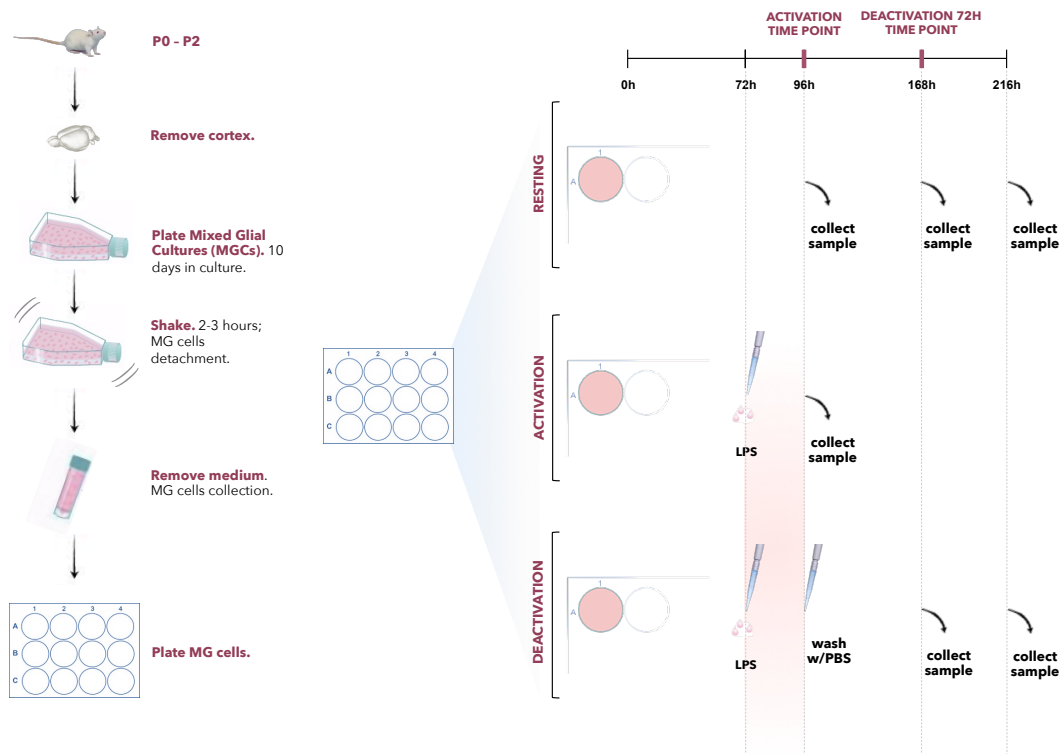 P0 – P2
Remove cortex.
Plate Mixed Glial
Cultures (MGCs). 10
days in culture.
Shake. 2-3 hours;
MG cells
detachment.
Remove medium.
MG cells collection.
1 2 3 4
A
B
C
Plate MG cells.
1 2 3 4
A
B
C
ACTIVATION
TIME POINT
DEACTIVATION 72H
TIME POINT
0h 72h 96h 168h 216h
RESTING
1
A
collect
sample
collect
sample
collect
sample
ACTIVATION
1
A
LPS
collect
sample
DEACTIVATION
1
A
LPS
wash
w/PBS
collect
sample
collect
sample